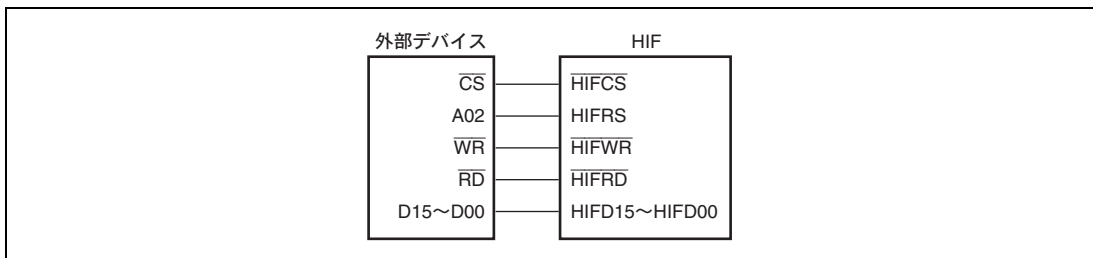 外部デバイス HIF
CS HIFCS
A02 HIFRS
WR HIFWR
RD HIFRD
D15～D00 HIFD15～HIFD00